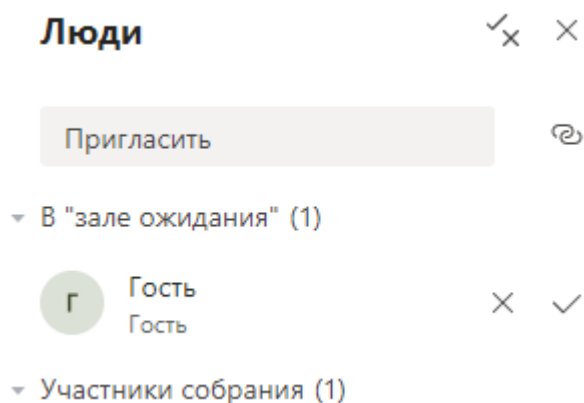 Люди
Пригласить
В "зале ожидания" (1)
Г
Гость
Гость
Участники собрания (1)